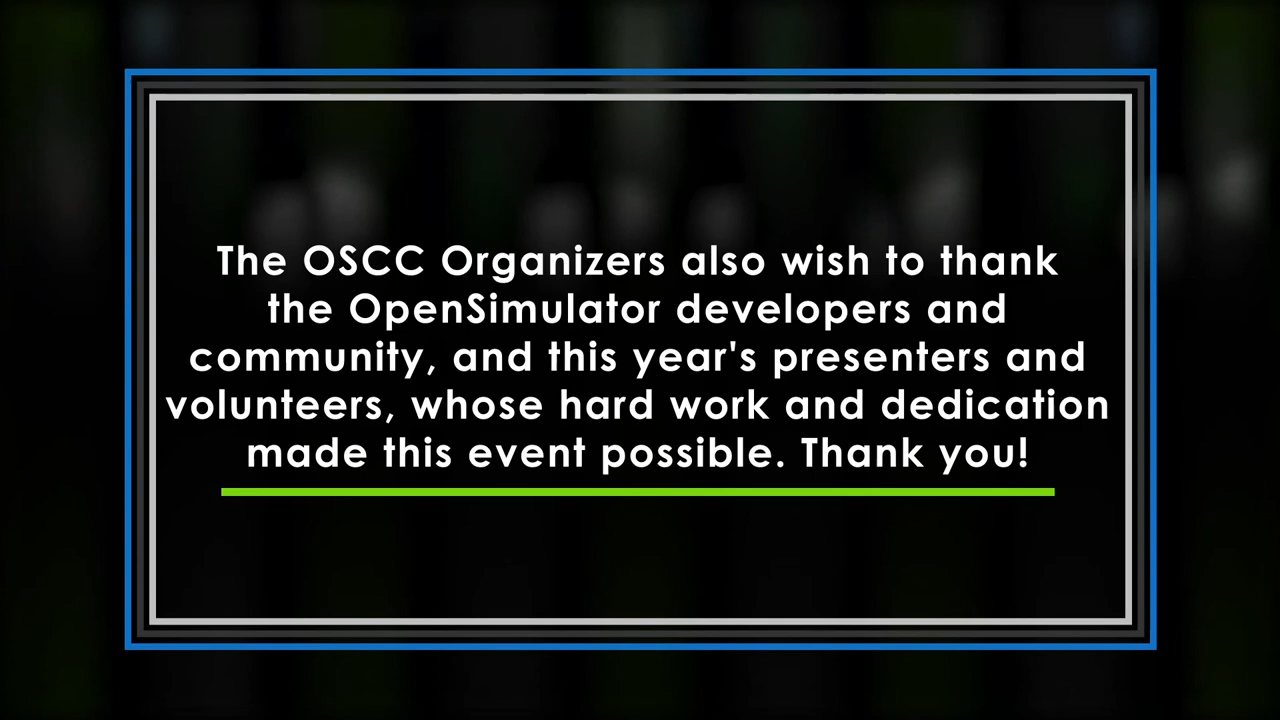 The OSCC Organizers also wish to thank
the OpenSimulator developers and
community, and this year's presenters and
volunteers, whose hard work and dedication
made this event possible. Thank you!